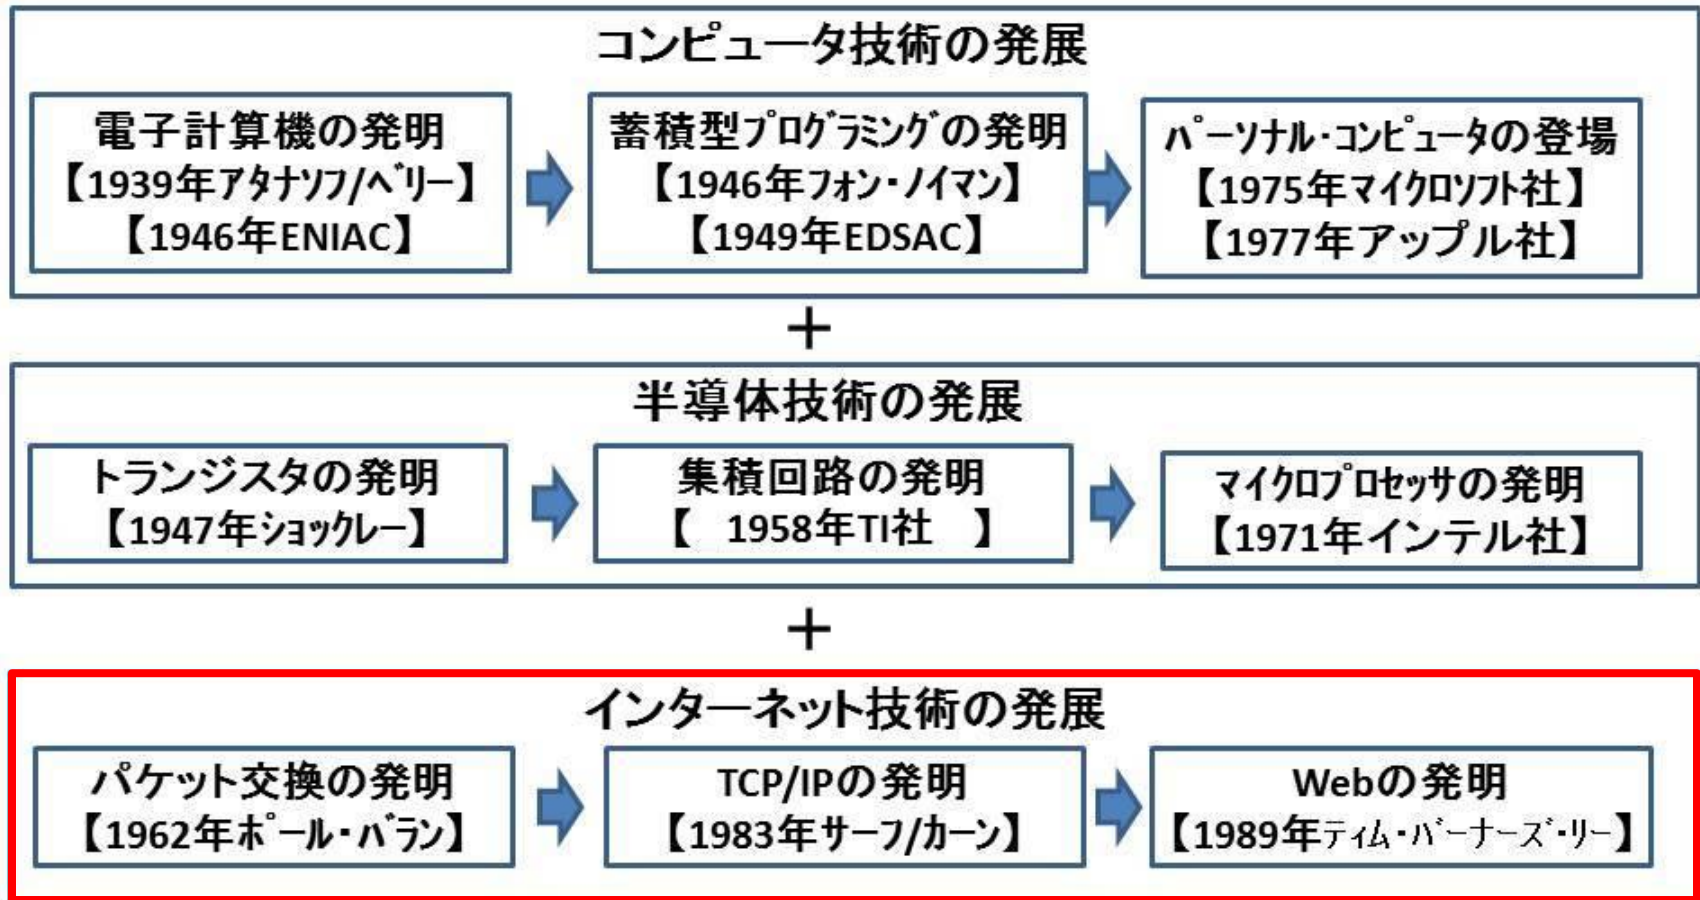 コンピュータ技術の発展
電子計算機の発明
【1939年アタナソフ/ベリー】
【1946年ENIAC】
蓄積型プログラミングの発明
【1946年フォン・ノイマン】
【1949年EDSAC】
パーソナル・コンピュータの登場
【1975年マイクロソフト社】
【1977年アップル社】
＋
半導体技術の発展
トランジスタの発明
【1947年ショックレー】
集積回路の発明
【 1958年TI社 】
マイクロプロセッサの発明
【1971年インテル社】
＋
インターネット技術の発展
パケット交換の発明
【1962年ポール・バラン】
TCP/IPの発明
【1983年サーフ/カーン】
Webの発明
【1989年ティム・バーナーズ・リー】